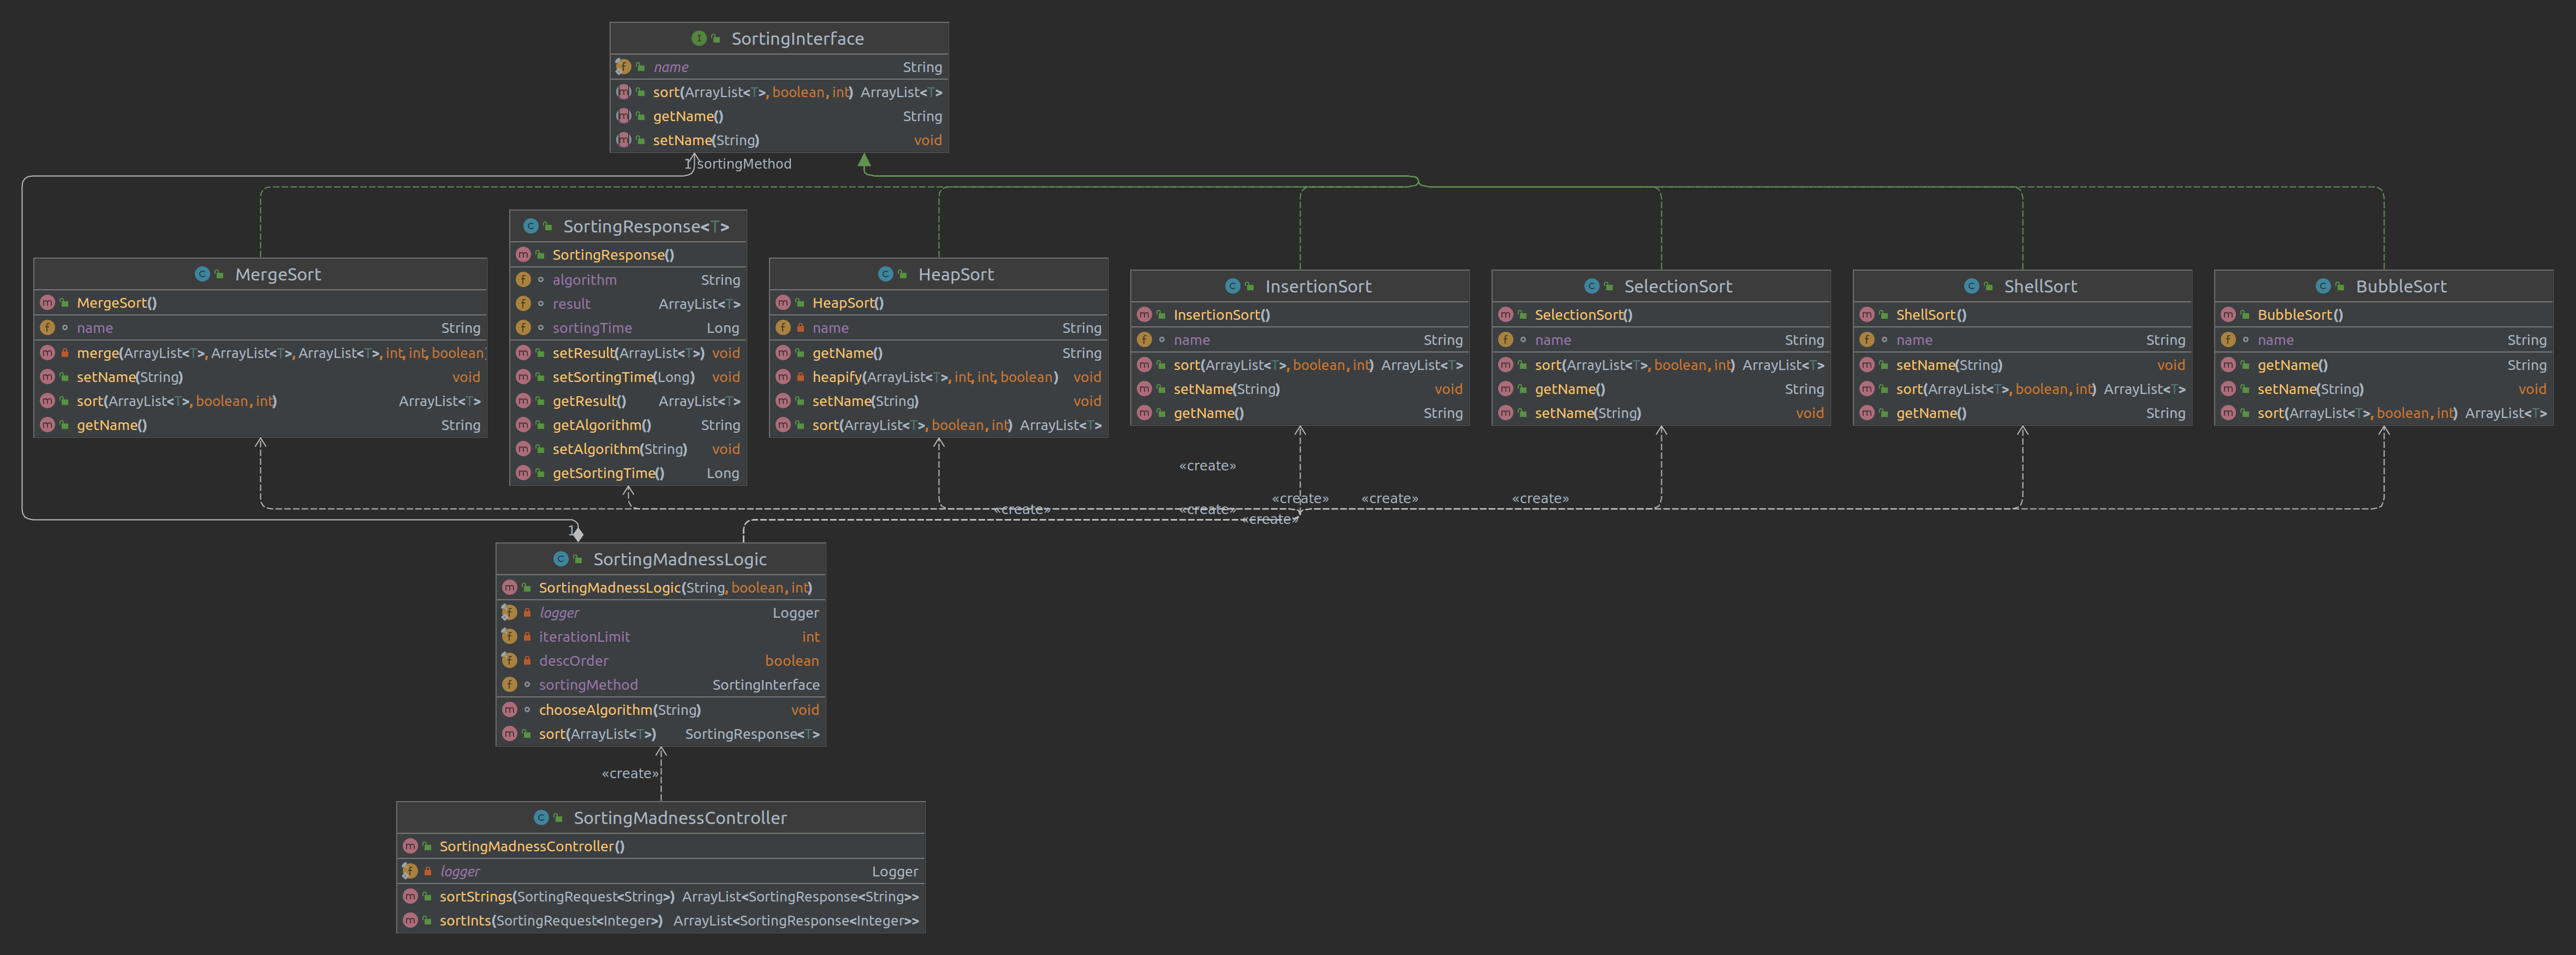 SortingInterface
name String
sort(ArrayList<T>, boolean, int) ArrayList<T>
getName() String
setName(String) void
1 sortingMethod
MergeSort
MergeSort()
name String
merge(ArrayList<T>, ArrayList<T>, ArrayList<T>, int, int, boolean)
setName(String) void
sort(ArrayList<T>, boolean, int) ArrayList<T>
getName() String
SortingResponse<T>
SortingResponse()
algorithm String
result ArrayList<T>
sortingTime Long
setResult(ArrayList<T>) void
setSortingTime(Long) void
getResult() ArrayList<T>
getAlgorithm() String
setAlgorithm(String) void
getSortingTime() Long
HeapSort
HeapSort()
name String
getName() String
heapify(ArrayList<T>, int, int, boolean) void
setName(String) void
sort(ArrayList<T>, boolean, int) ArrayList<T>
InsertionSort
InsertionSort()
name String
sort(ArrayList<T>, boolean, int) ArrayList<T>
setName(String) void
getName() String
SelectionSort
SelectionSort()
name String
sort(ArrayList<T>, boolean, int) ArrayList<T>
getName() String
setName(String) void
ShellSort
ShellSort()
name String
setName(String) void
sort(ArrayList<T>, boolean, int) ArrayList<T>
getName() String
BubbleSort
BubbleSort()
name String
getName() String
setName(String) void
sort(ArrayList<T>, boolean, int) ArrayList<T>
«create»
«create»
«create»
«create»
«create»
«create»
«create»
1
SortingMadnessLogic
SortingMadnessLogic(String, boolean, int)
logger Logger
iterationLimit int
descOrder boolean
sortingMethod SortingInterface
chooseAlgorithm(String) void
sort(ArrayList<T>) SortingResponse<T>
«create»
SortingMadnessController
SortingMadnessController()
logger Logger
sortStrings(SortingRequest<String>) ArrayList<SortingResponse<String>>
sortInts(SortingRequest<Integer>) ArrayList<SortingResponse<Integer>>